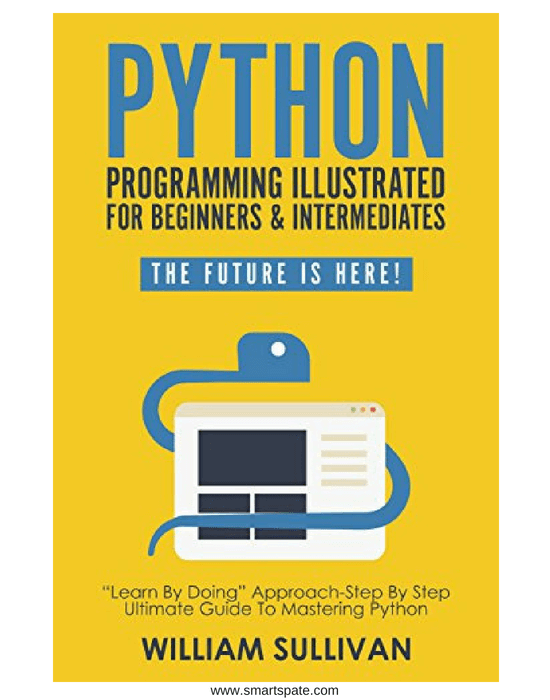 PYTHON
PROGRAMMING ILLUSTRATED
FOR BEGINNERS & INTERMEDIATES
THE FUTURE IS HERE!
“Learn By Doing” Approach-Step By Step
Ultimate Guide To Mastering Python
WILLIAM SULLIVAN
www.smartspate.com